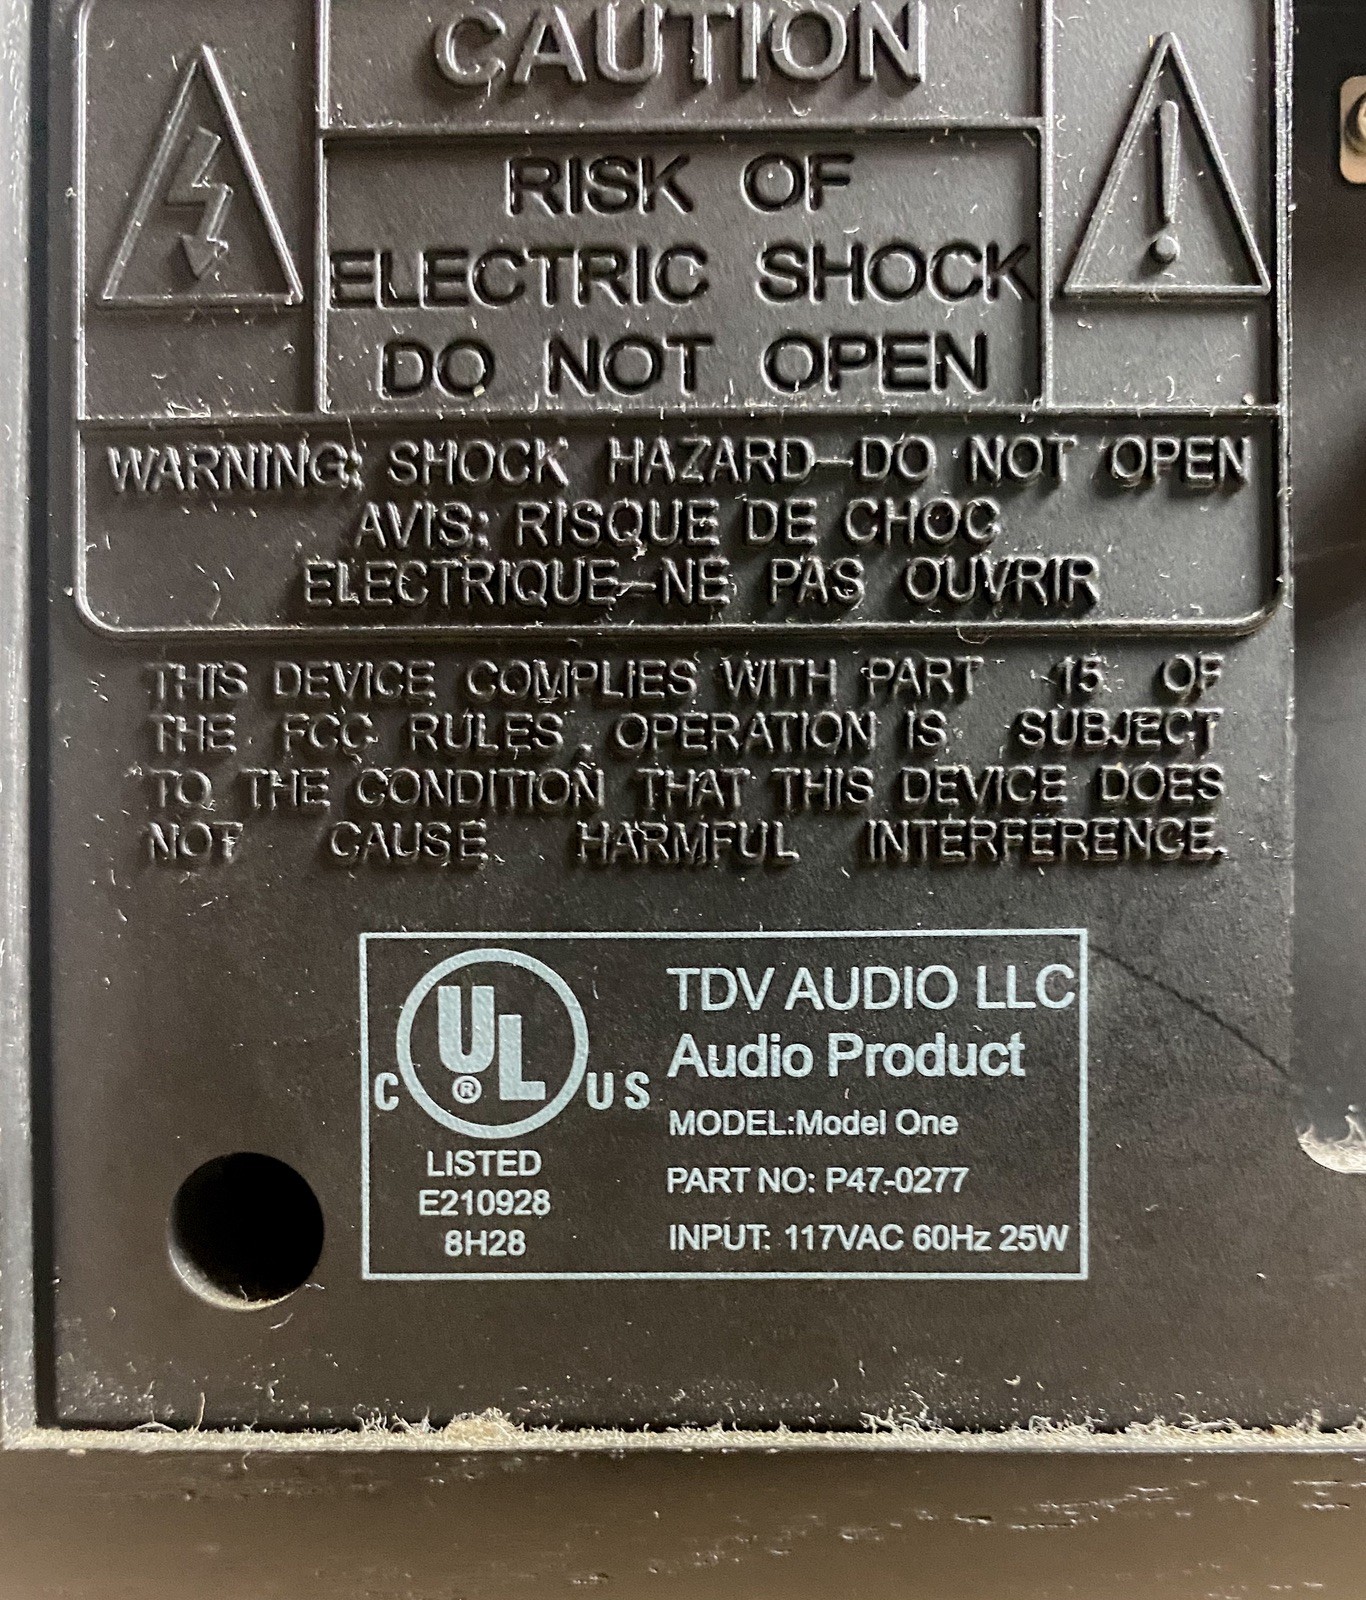 CAUTION
RISK OF
ELECTRIC SHOCK
DO NOT OPEN
WARNING: SHOCK HAZARD-DO NOT OPEN
AVIS: RISQUE DE CHOC
ELECTRIQUE-NE PAS OUVRIR
THIS DEVICE COMPLIES WITH PART 15 OF
THE FCC RULES. OPERATION IS SUBJECT
TO THE CONDITION THAT THIS DEVICE DOES
NOT CAUSE HARMFUL INTERFERENCE.
C UL® US
LISTED
E210928
8H28
TDV AUDIO LLC
Audio Product
MODEL:Model One
PART NO: P47-0277
INPUT: 117VAC 60Hz 25W